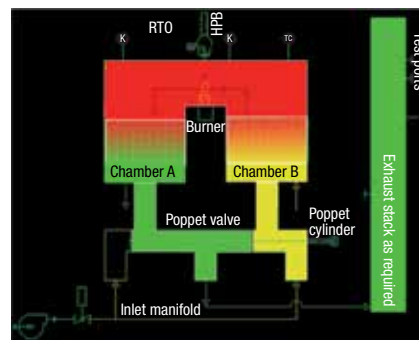 RTO
HPB
K
K
TC
Test ports
Burner
Chamber A
Chamber B
Poppet valve
Poppet
cylinder
Exhaust stack as required
Inlet manifold